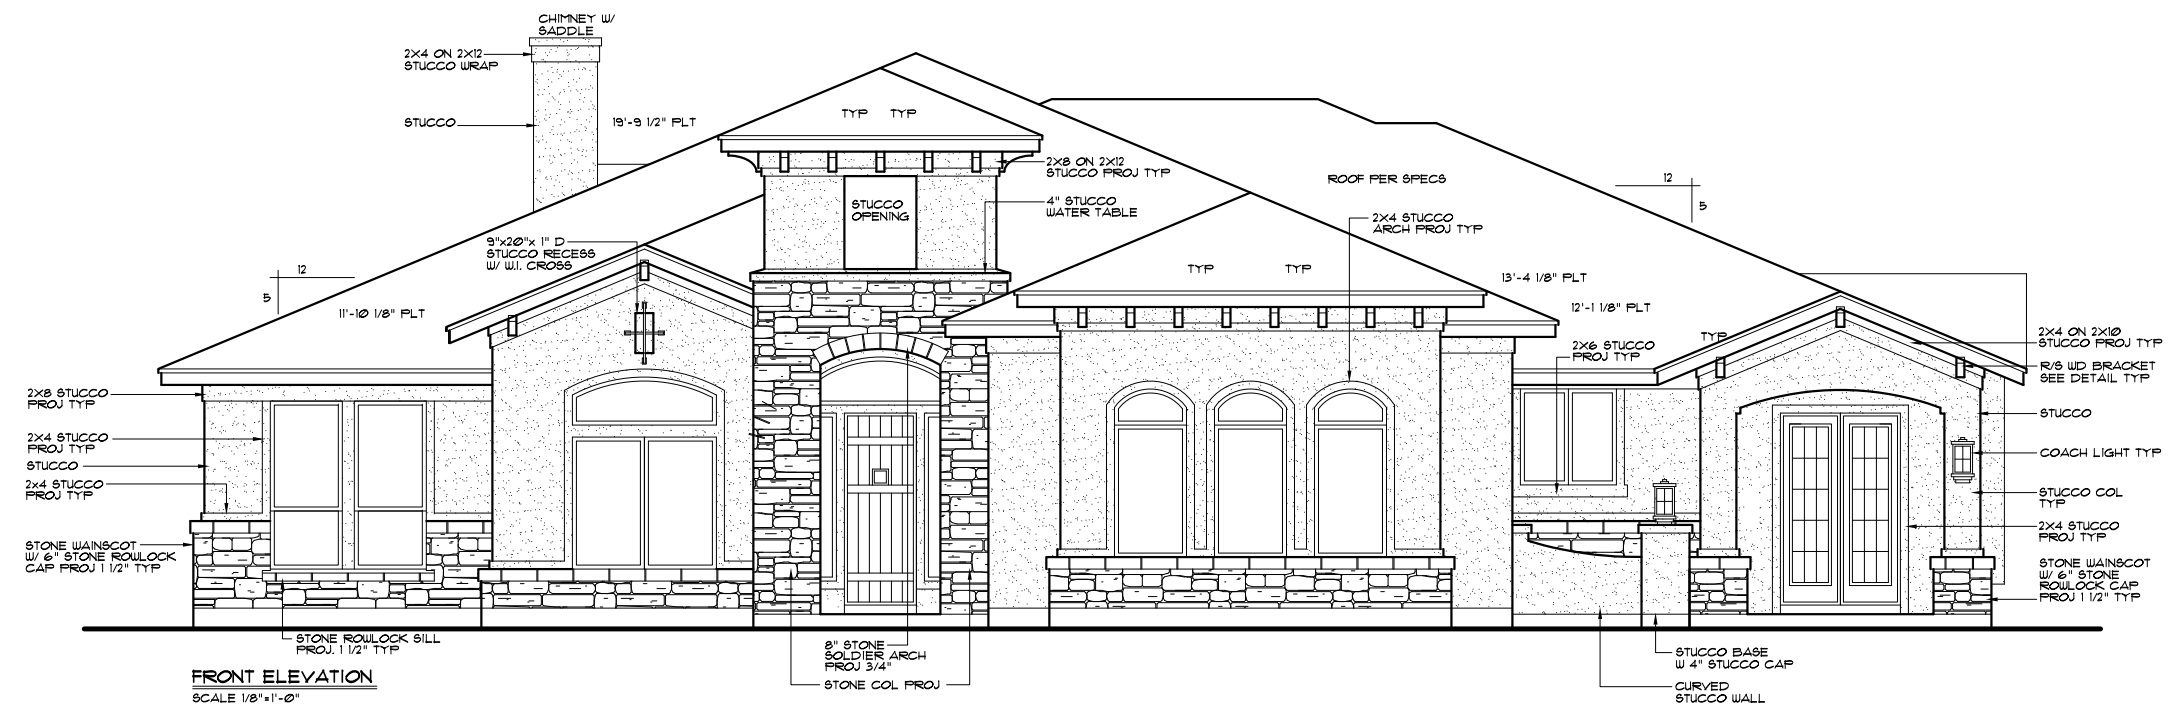 CHIMNEY W/
SADDLE
2X4 ON 2X12
STUCCO WRAP
STUCCO
19'-9 1/2" PLT
TYP TYP
2X8 ON 2X12
STUCCO PROJ TYP
STUCCO
OPENING
4" STUCCO
WATER TABLE
ROOF PER SPECS
12
5
2X4 STUCCO
ARCH PROJ TYP
9"x20"x 1" D
STUCCO RECESS
W/ W.I. CROSS
12
5
11'-10 1/8" PLT
TYP TYP
13'-4 1/8" PLT
12'-1 1/8" PLT
TYP
2X6 STUCCO
PROJ TYP
2X4 ON 2X10
STUCCO PROJ TYP
R/S WD BRACKET
SEE DETAIL TYP
STUCCO
COACH LIGHT TYP
STUCCO COL
TYP
2X4 STUCCO
PROJ TYP
STONE WAINSCOT
W/ 6" STONE
ROWLOCK CAP
PROJ 1 1/2" TYP
2X8 STUCCO
PROJ TYP
2X4 STUCCO
PROJ TYP
STUCCO
2x4 STUCCO
PROJ TYP
STONE WAINSCOT
W/ 6" STONE ROWLOCK
CAP PROJ 1 1/2" TYP
STONE ROWLOCK SILL
PROJ. 1 1/2" TYP
8" STONE
SOLDIER ARCH
PROJ 3/4"
STONE COL PROJ
STUCCO BASE
W 4" STUCCO CAP
CURVED
STUCCO WALL
FRONT ELEVATION
SCALE 1/8"=1'-0"